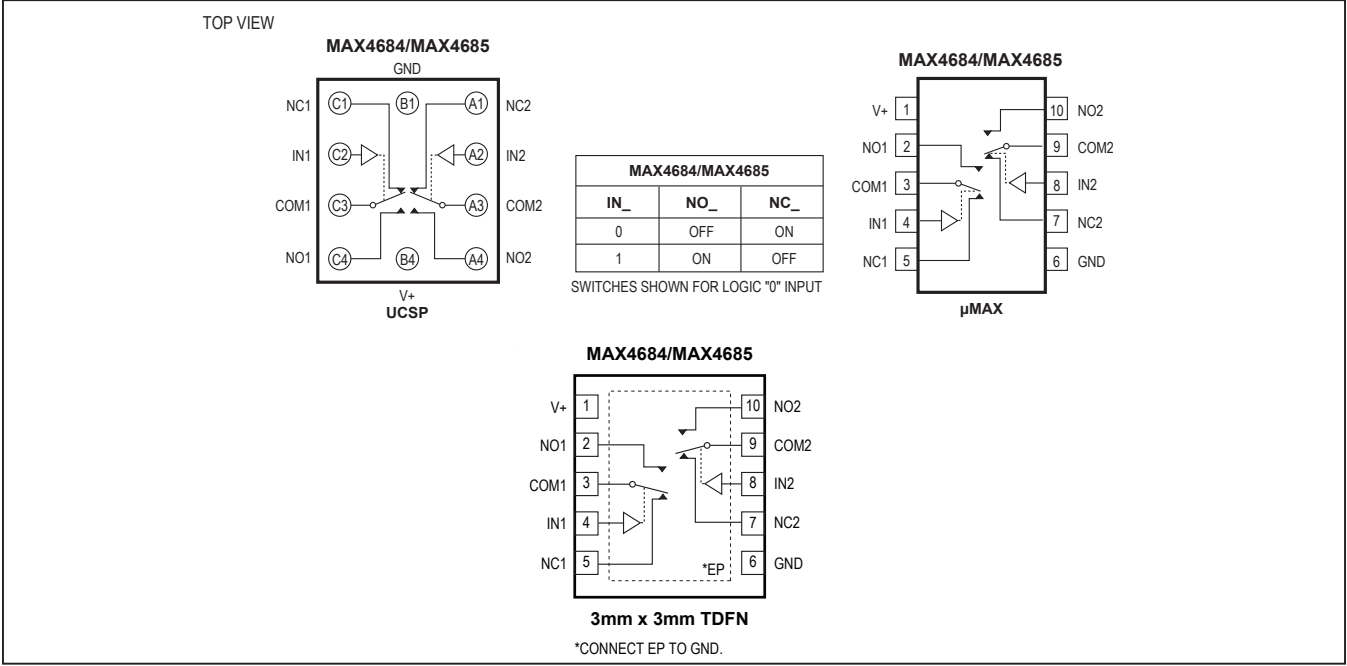 TOP VIEW
MAX4684/MAX4685
GND
NC1 C1 B1 A1 NC2
IN1 C2 A2 IN2
COM1 C3 A3 COM2
NO1 C4 B4 A4 NO2
V+
UCSP
MAX4684/MAX4685
IN_ NO_ NC_
0 OFF ON
1 ON OFF
SWITCHES SHOWN FOR LOGIC "0" INPUT
MAX4684/MAX4685
V+ 1 10 NO2
NO1 2 9 COM2
COM1 3 8 IN2
IN1 4 7 NC2
NC1 5 6 GND
µMAX
MAX4684/MAX4685
V+ 1 10 NO2
NO1 2 9 COM2
COM1 3 8 IN2
IN1 4 7 NC2
NC1 5 *EP 6 GND
3mm x 3mm TDFN
*CONNECT EP TO GND.